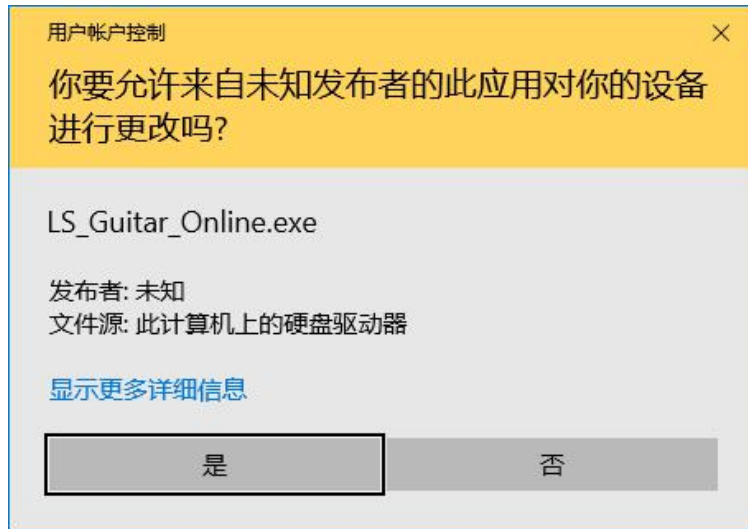 用户帐户控制
你要允许来自未知发布者的此应用对你的设备
进行更改吗?
LS_Guitar_Online.exe
发布者: 未知
文件源: 此计算机上的硬盘驱动器
显示更多详细信息
是
否